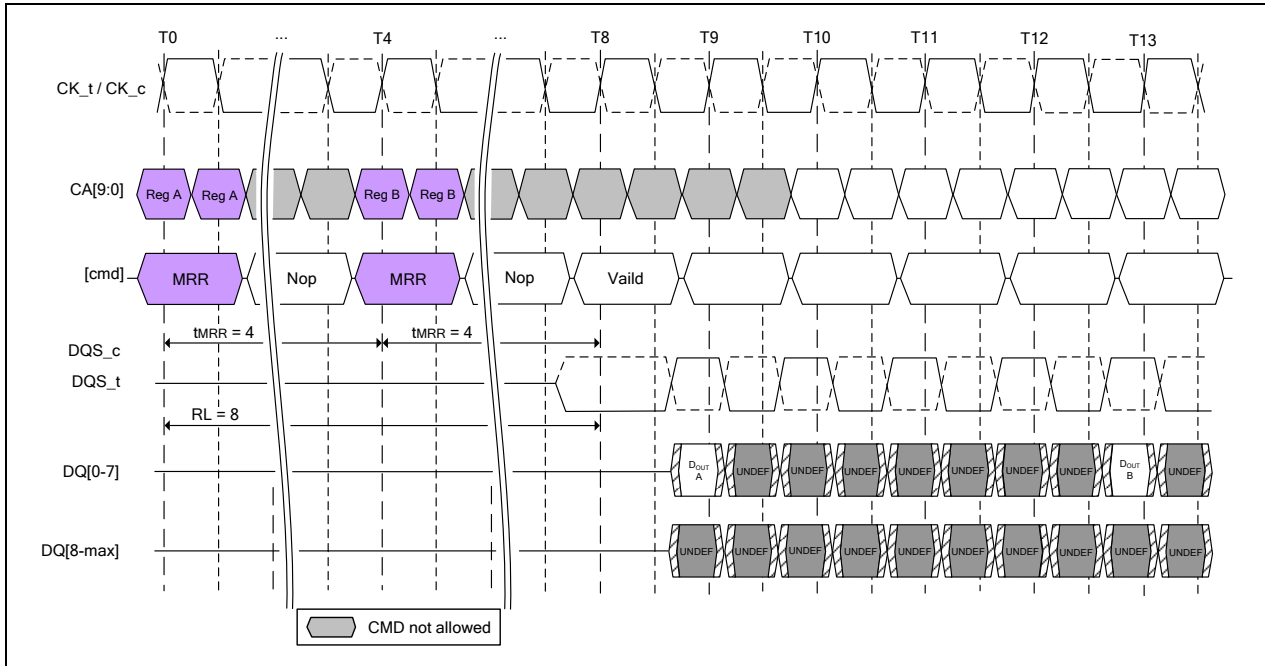 T0 ... T4 ... T8 T9 T10 T11 T12 T13
CK_t / CK_c
CA[9:0] Reg A Reg A Reg B Reg B
[cmd] MRR Nop MRR Nop Vaild
tMRR = 4 tMRR = 4
DQS_c
DQS_t
RL = 8
DQ[0-7] DOUT A UNDEF UNDEF UNDEF UNDEF UNDEF UNDEF UNDEF DOUT B UNDEF
DQ[8-max] UNDEF UNDEF UNDEF UNDEF UNDEF UNDEF UNDEF UNDEF UNDEF UNDEF
CMD not allowed